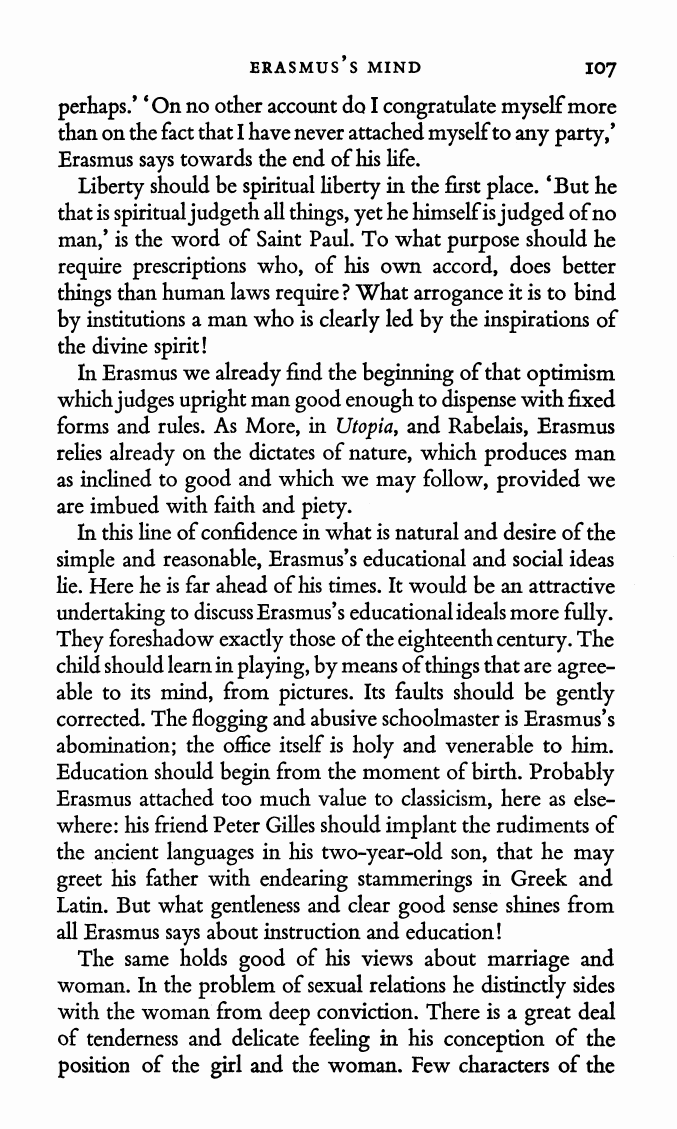 ERASMUS'S MIND 107
perhaps.' 'On no other account do I congratulate myself more
than on the fact that I have never attached myself to any party,'
Erasmus says towards the end of his life.
Liberty should be spiritual liberty in the first place. 'But he
that is spiritual judgeth all things, yet he himself is judged of no
man,' is the word of Saint Paul. To what purpose should he
require prescriptions who, of his own accord, does better
things than human laws require? What arrogance it is to bind
by institutions a man who is clearly led by the inspirations of
the divine spirit!
In Erasmus we already find the beginning of that optimism
which judges upright man good enough to dispense with fixed
forms and rules. As More, in Utopia, and Rabelais, Erasmus
relies already on the dictates of nature, which produces man
as inclined to good and which we may follow, provided we
are imbued with faith and piety.
In this line of confidence in what is natural and desire of the
simple and reasonable, Erasmus's educational and social ideas
lie. Here he is far ahead of his times. It would be an attractive
undertaking to discuss Erasmus's educational ideals more fully.
They foreshadow exactly those of the eighteenth century. The
child should learn in playing, by means of things that are agree-
able to its mind, from pictures. Its faults should be gently
corrected. The flogging and abusive schoolmaster is Erasmus's
abomination; the office itself is holy and venerable to him.
Education should begin from the moment of birth. Probably
Erasmus attached too much value to classicism, here as else-
where: his friend Peter Gilles should implant the rudiments of
the ancient languages in his two-year-old son, that he may
greet his father with endearing stammerings in Greek and
Latin. But what gentleness and clear good sense shines from
all Erasmus says about instruction and education!
The same holds good of his views about marriage and
woman. In the problem of sexual relations he distinctly sides
with the woman from deep conviction. There is a great deal
of tenderness and delicate feeling in his conception of the
position of the girl and the woman. Few characters of the